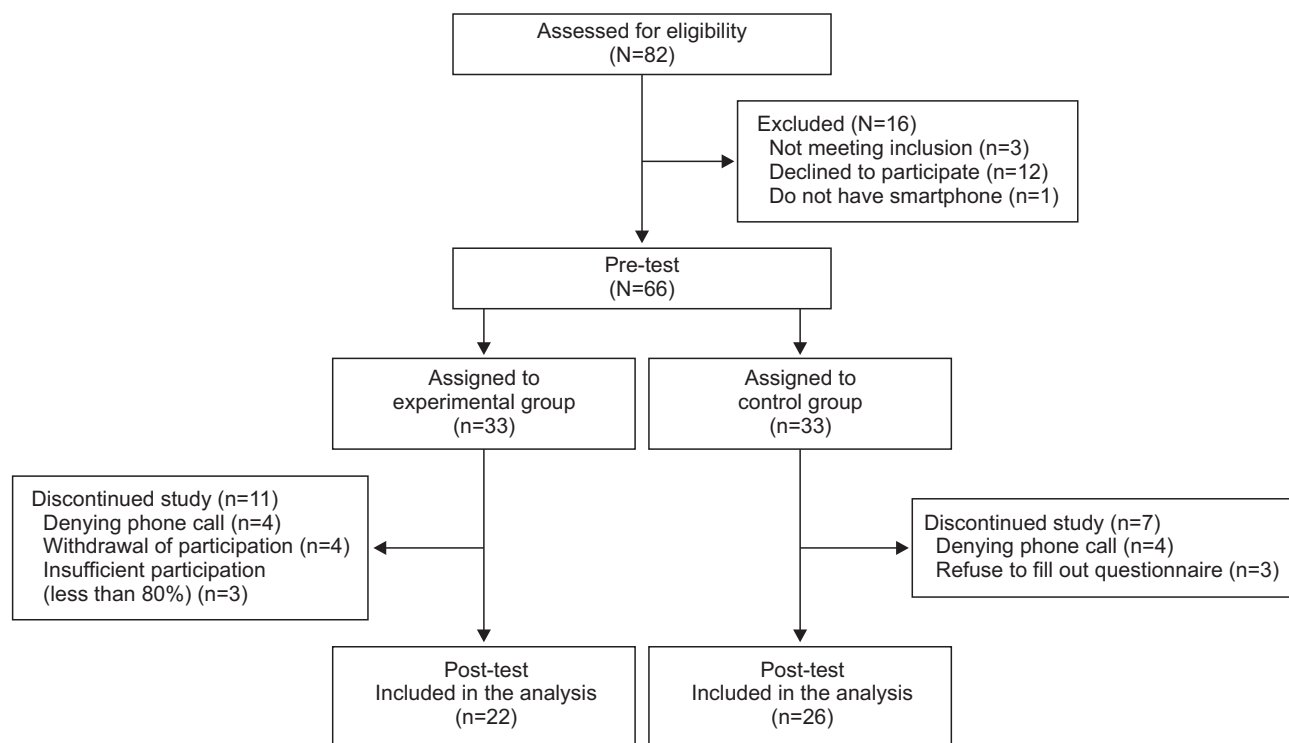 Assessed for eligibility
(N=82)
Excluded (N=16)
Not meeting inclusion (n=3)
Declined to participate (n=12)
Do not have smartphone (n=1)
Pre-test
(N=66)
Assigned to
experimental group
(n=33)
Assigned to
control group
(n=33)
Discontinued study (n=11)
Denying phone call (n=4)
Withdrawal of participation (n=4)
Insufficient participation
(less than 80%) (n=3)
Discontinued study (n=7)
Denying phone call (n=4)
Refuse to fill out questionnaire (n=3)
Post-test
Included in the analysis
(n=22)
Post-test
Included in the analysis
(n=26)